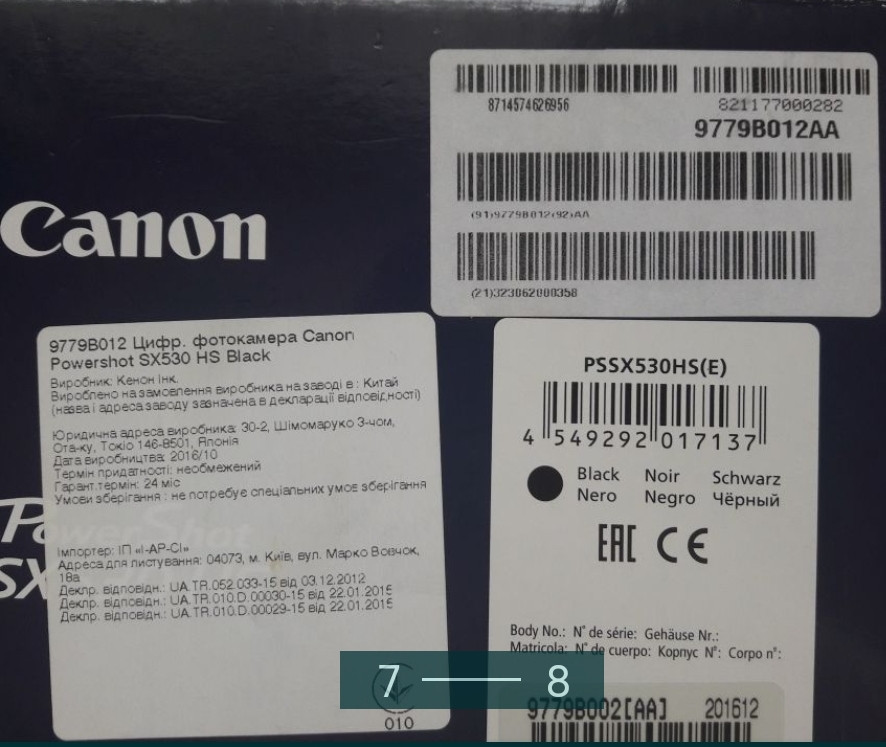 8714574626956
821177000282
9779B012AA
(91)9779B012(92)AA
(21)323062000358
Canon
9779B012 Цифр. фотокамера Canon
Powershot SX530 HS Black
Виробник: Кенон Інк.
Вироблено на замовлення виробника на заводі в : Китай
(назва і адреса заводу зазначена в декларації відповідності)
Юридична адреса виробника: 30-2, Шімомаруко 3-чом,
Ота-ку, Токіо 146-8501, Японія
Дата виробництва: 2016/10
Термін придатності: необмежений
Гарант.термін: 24 міс
Умови зберігання : не потребує спеціальних умов зберігання
Імпортер: ІП «І-АР-СІ»
Адреса для листування: 04073, м. Київ, вул. Марко Вовчок,
18а
Деклр. відповідн.: UA.TR.052.033-15 від 03.12.2012
Деклр. відповідн.: UA.TR.010.D.00030-15 від 22.01.2015
Деклр. відповідн.: UA.TR.010.D.00029-15 від 22.01.2015
010
PowerShot
SX
PSSX530HS(E)
4 549292 017137
Black Noir Schwarz
Nero Negro Чёрный
EAC CE
Body No.: N° de série: Gehäuse Nr.:
Matricola: N° de cuerpo: Корпус N°: Corpo n°:
9779B002[AA] 201612
7 — 8